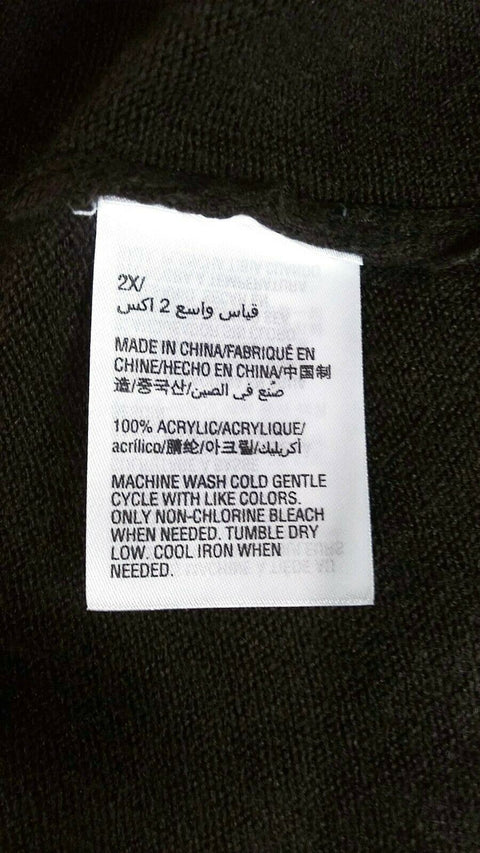 2X/
قياس واسع 2 اكس
MADE IN CHINA/FABRIQUÉ EN
CHINE/HECHO EN CHINA/中国制
造/중국산/صُنع في الصين
100% ACRYLIC/ACRYLIQUE/
acrílico/腈纶/아크릴/أكريليك
MACHINE WASH COLD GENTLE
CYCLE WITH LIKE COLORS.
ONLY NON-CHLORINE BLEACH
WHEN NEEDED. TUMBLE DRY
LOW. COOL IRON WHEN
NEEDED.